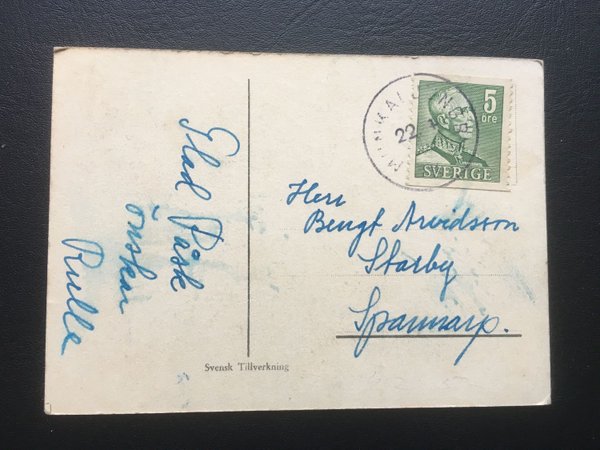 Glad Påsk
önskar
Rulle
Svensk Tillverkning
5
öre
SVERIGE
22
Herr
Bengt Arvidsson
Starby
Spannarp.